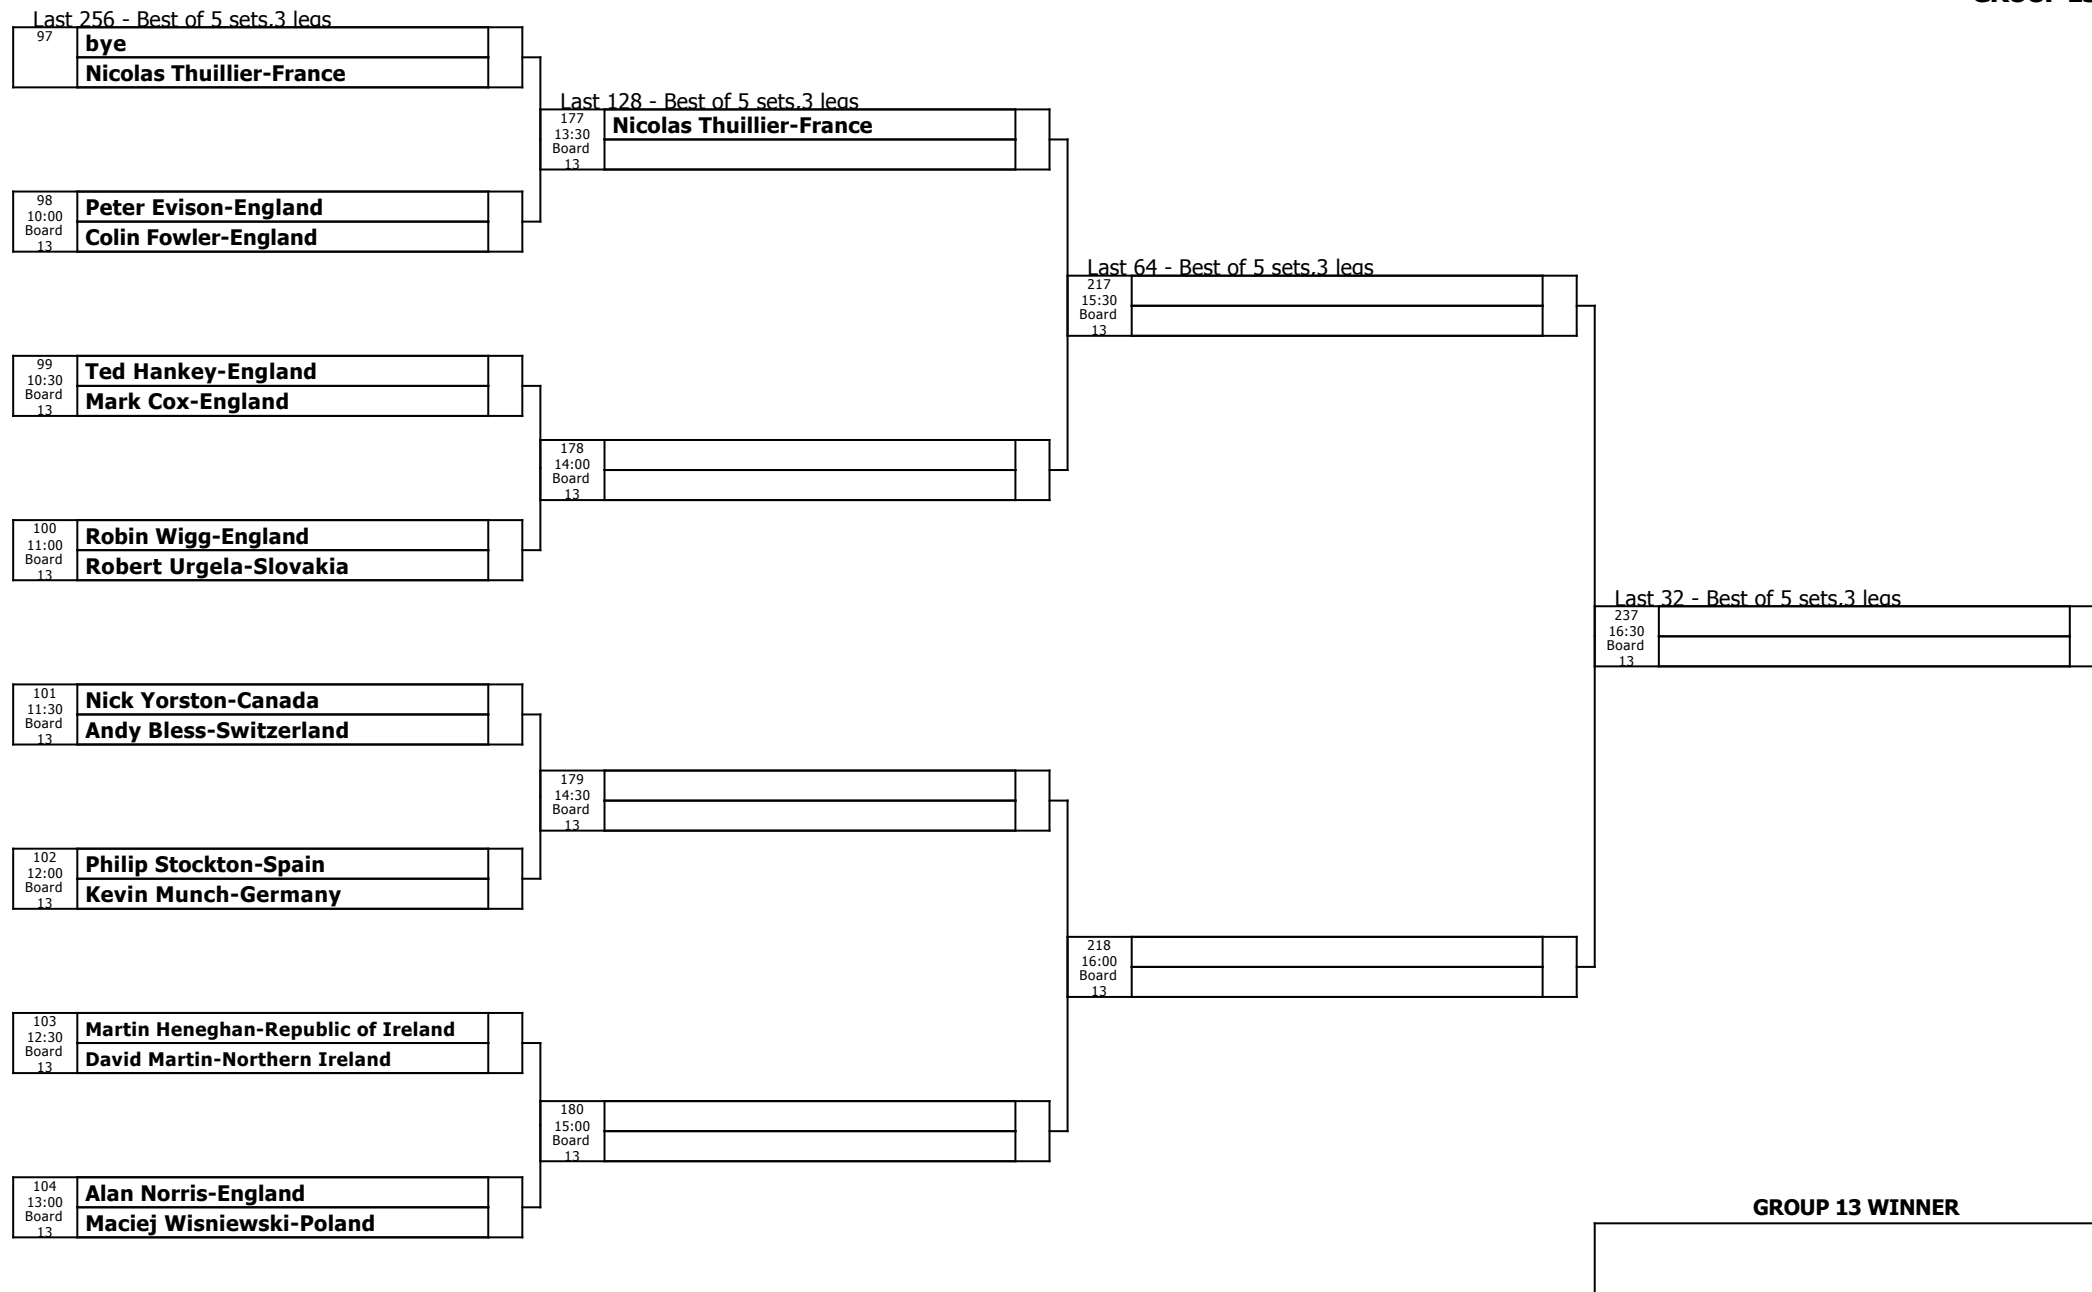 GROUP 13
Last 256 - Best of 5 sets,3 legs
97
bye
Nicolas Thuillier-France
Last 128 - Best of 5 sets,3 legs
177
13:30
Board
13
Nicolas Thuillier-France
98
10:00
Board
13
Peter Evison-England
Colin Fowler-England
Last 64 - Best of 5 sets,3 legs
217
15:30
Board
13
99
10:30
Board
13
Ted Hankey-England
Mark Cox-England
178
14:00
Board
13
100
11:00
Board
13
Robin Wigg-England
Robert Urgela-Slovakia
Last 32 - Best of 5 sets,3 legs
237
16:30
Board
13
101
11:30
Board
13
Nick Yorston-Canada
Andy Bless-Switzerland
179
14:30
Board
13
102
12:00
Board
13
Philip Stockton-Spain
Kevin Munch-Germany
218
16:00
Board
13
103
12:30
Board
13
Martin Heneghan-Republic of Ireland
David Martin-Northern Ireland
180
15:00
Board
13
104
13:00
Board
13
Alan Norris-England
Maciej Wisniewski-Poland
GROUP 13 WINNER